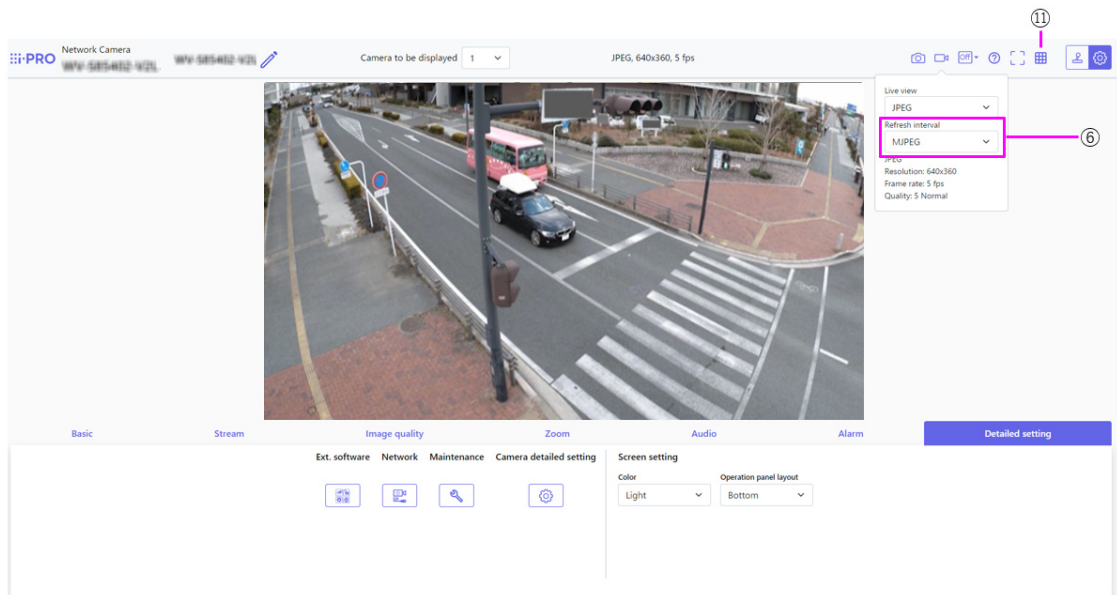 ⑪
i-PRO
Network Camera
Camera to be displayed 1
JPEG, 640x360, 5 fps
Off
Live view
JPEG
Refresh interval
MJPEG
⑥
JPEG
Resolution: 640x360
Frame rate: 5 fps
Quality: 5 Normal
Basic Stream Image quality Zoom Audio Alarm Detailed setting
Ext. software Network Maintenance Camera detailed setting Screen setting
Color Operation panel layout
Light Bottom